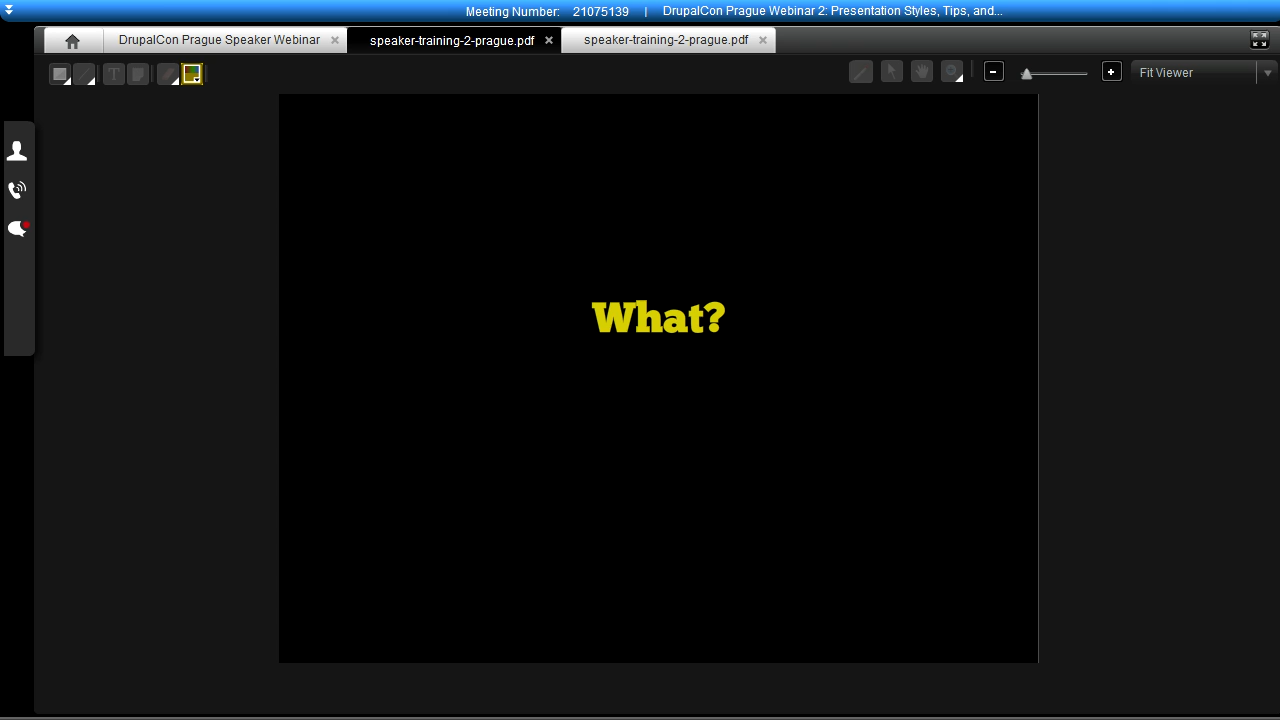 Meeting Number: 21075139 | DrupalCon Prague Webinar 2: Presentation Styles, Tips, and...
DrupalCon Prague Speaker Webinar
speaker-training-2-prague.pdf
speaker-training-2-prague.pdf
T
Fit Viewer
What?